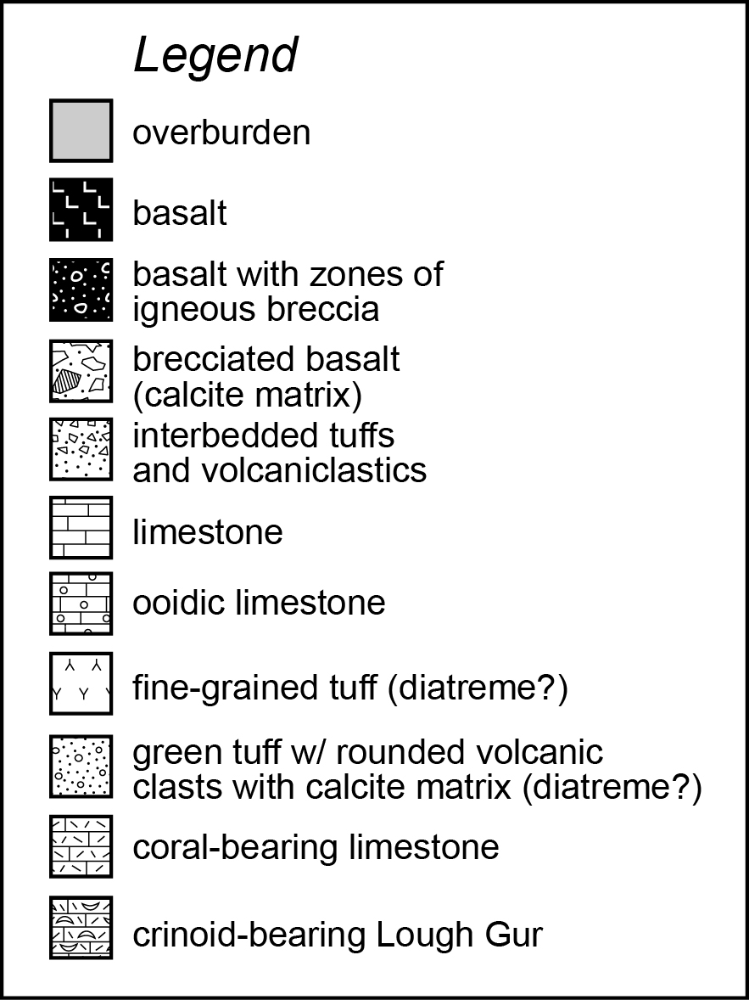 Legend
overburden
basalt
basalt with zones of
igneous breccia
brecciated basalt
(calcite matrix)
interbedded tuffs
and volcaniclastics
limestone
ooidic limestone
fine-grained tuff (diatreme?)
green tuff w/ rounded volcanic
clasts with calcite matrix (diatreme?)
coral-bearing limestone
crinoid-bearing Lough Gur